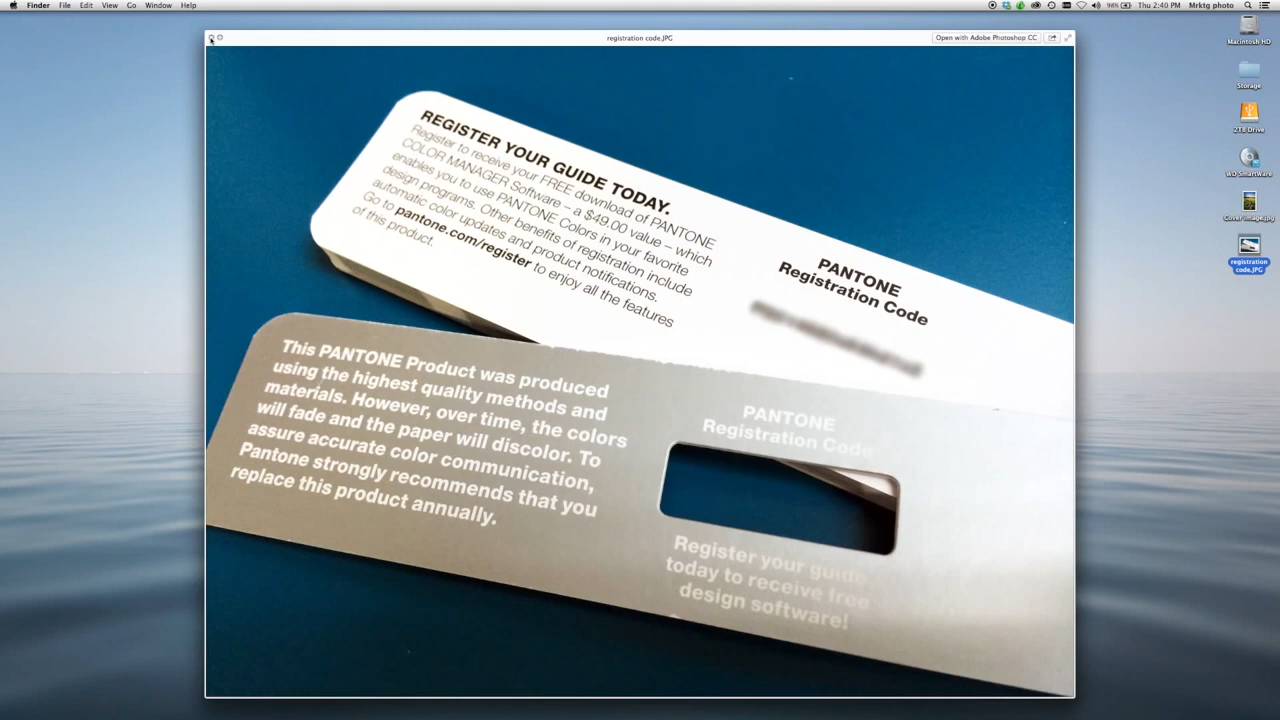 Finder File Edit View Go Window Help
98% Thu 2:40 PM Mrktg photo
registration code.JPG
Open with Adobe Photoshop CC
Macintosh HD
Storage
2TB Drive
WD SmartWare
Cover image.jpg
registration
code.JPG
REGISTER YOUR GUIDE TODAY.
Register to receive your FREE download of PANTONE
COLOR MANAGER Software – a $49.00 value – which
enables you to use PANTONE Colors in your favorite
design programs. Other benefits of registration include
automatic color updates and product notifications.
Go to pantone.com/register to enjoy all the features
of this product.
PANTONE
Registration Code
This PANTONE Product was produced
using the highest quality methods and
materials. However, over time, the colors
will fade and the paper will discolor. To
assure accurate color communication,
Pantone strongly recommends that you
replace this product annually.
PANTONE
Registration Code
Register your guide
today to receive free
design software!